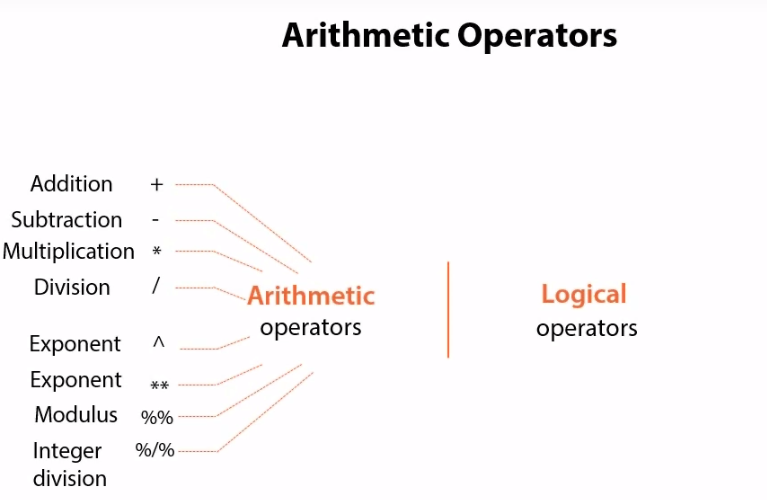 Arithmetic Operators
Addition +
Subtraction -
Multiplication *
Division /
Exponent ^
Exponent **
Modulus %%
Integer %/%
division
Arithmetic
operators
Logical
operators